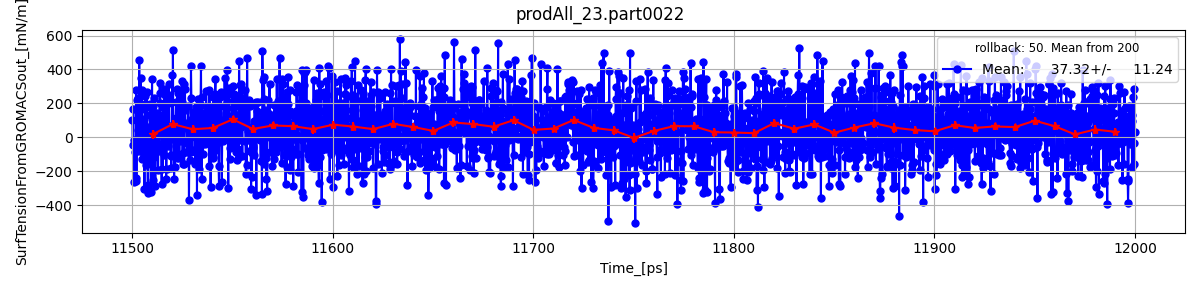 prodAll_23.part0022
SurfTensionFromGROMACSout_[mN/m]
600
400
200
0
−200
−400
rollback: 50. Mean from 200
Mean: 37.32+/- 11.24
11500 11600 11700 11800 11900 12000
Time_[ps]